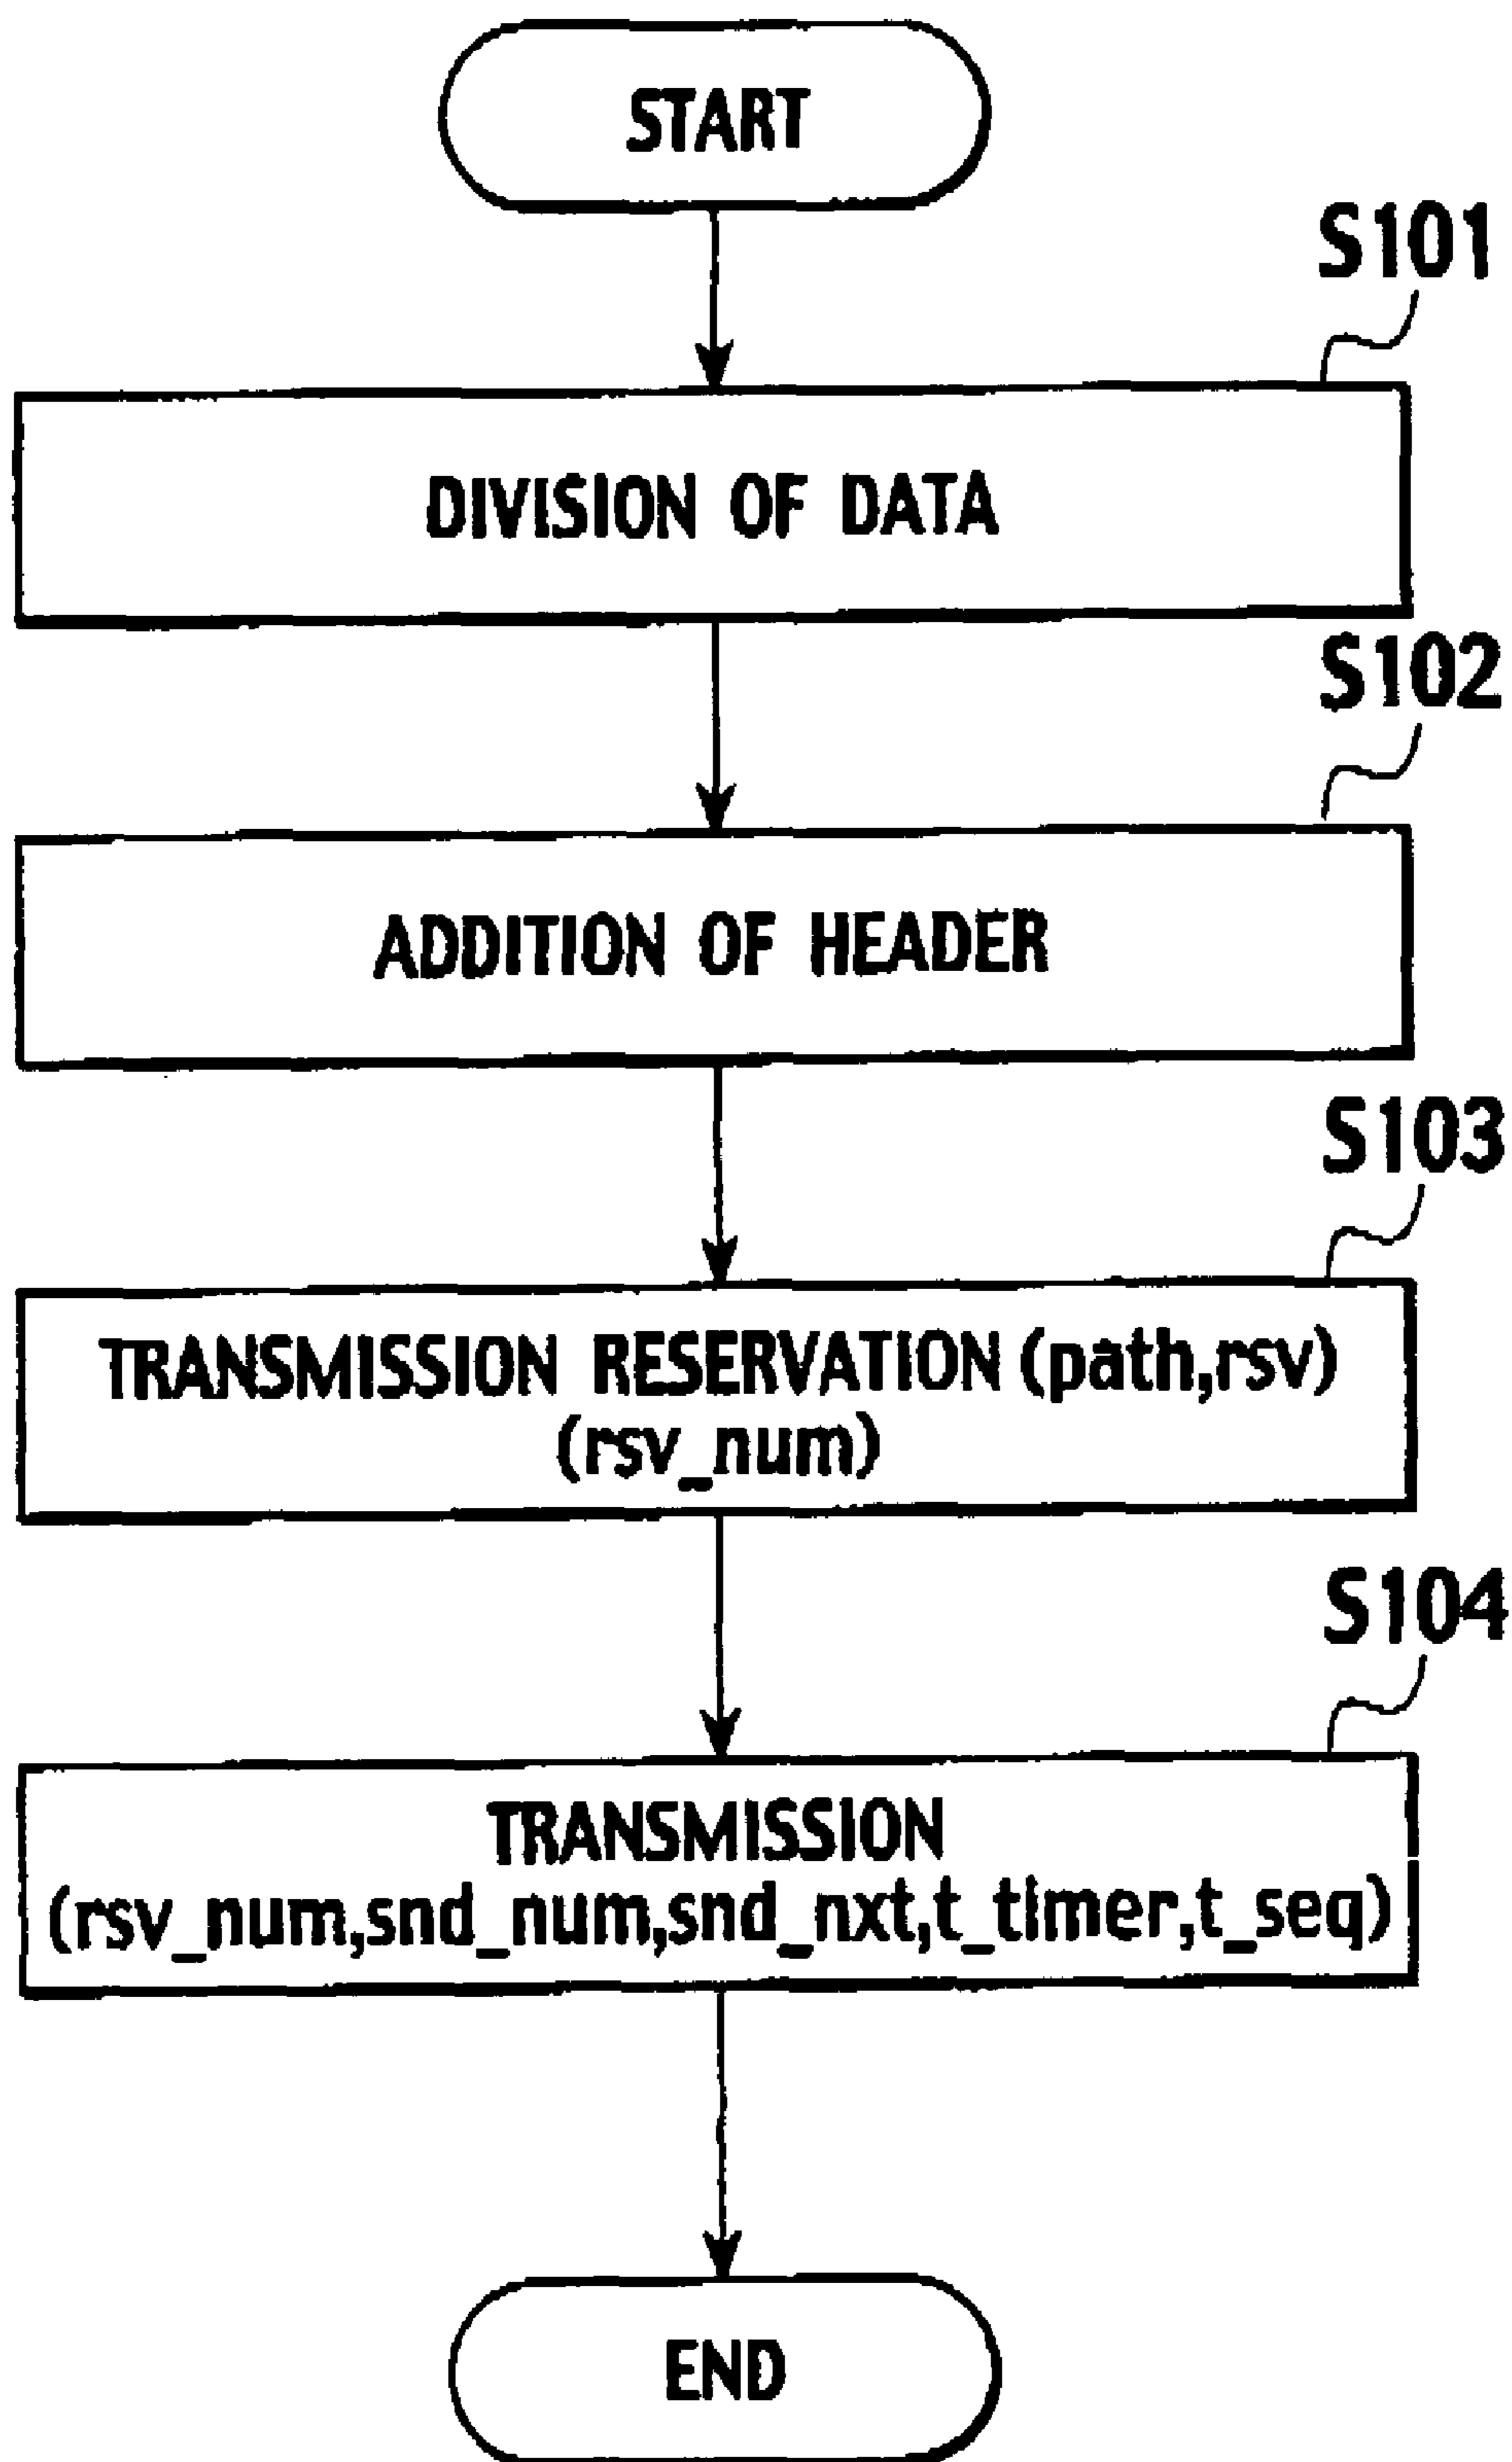 START
S101
DIVISION OF DATA
S102
ADDITION OF HEADER
S103
TRANSMISSION RESERVATION (path,rsv)
(rsv_num)
S104
TRANSMISSION
(rsv_num,snd_num,snd_nxt,t_timer,t_seq)
END